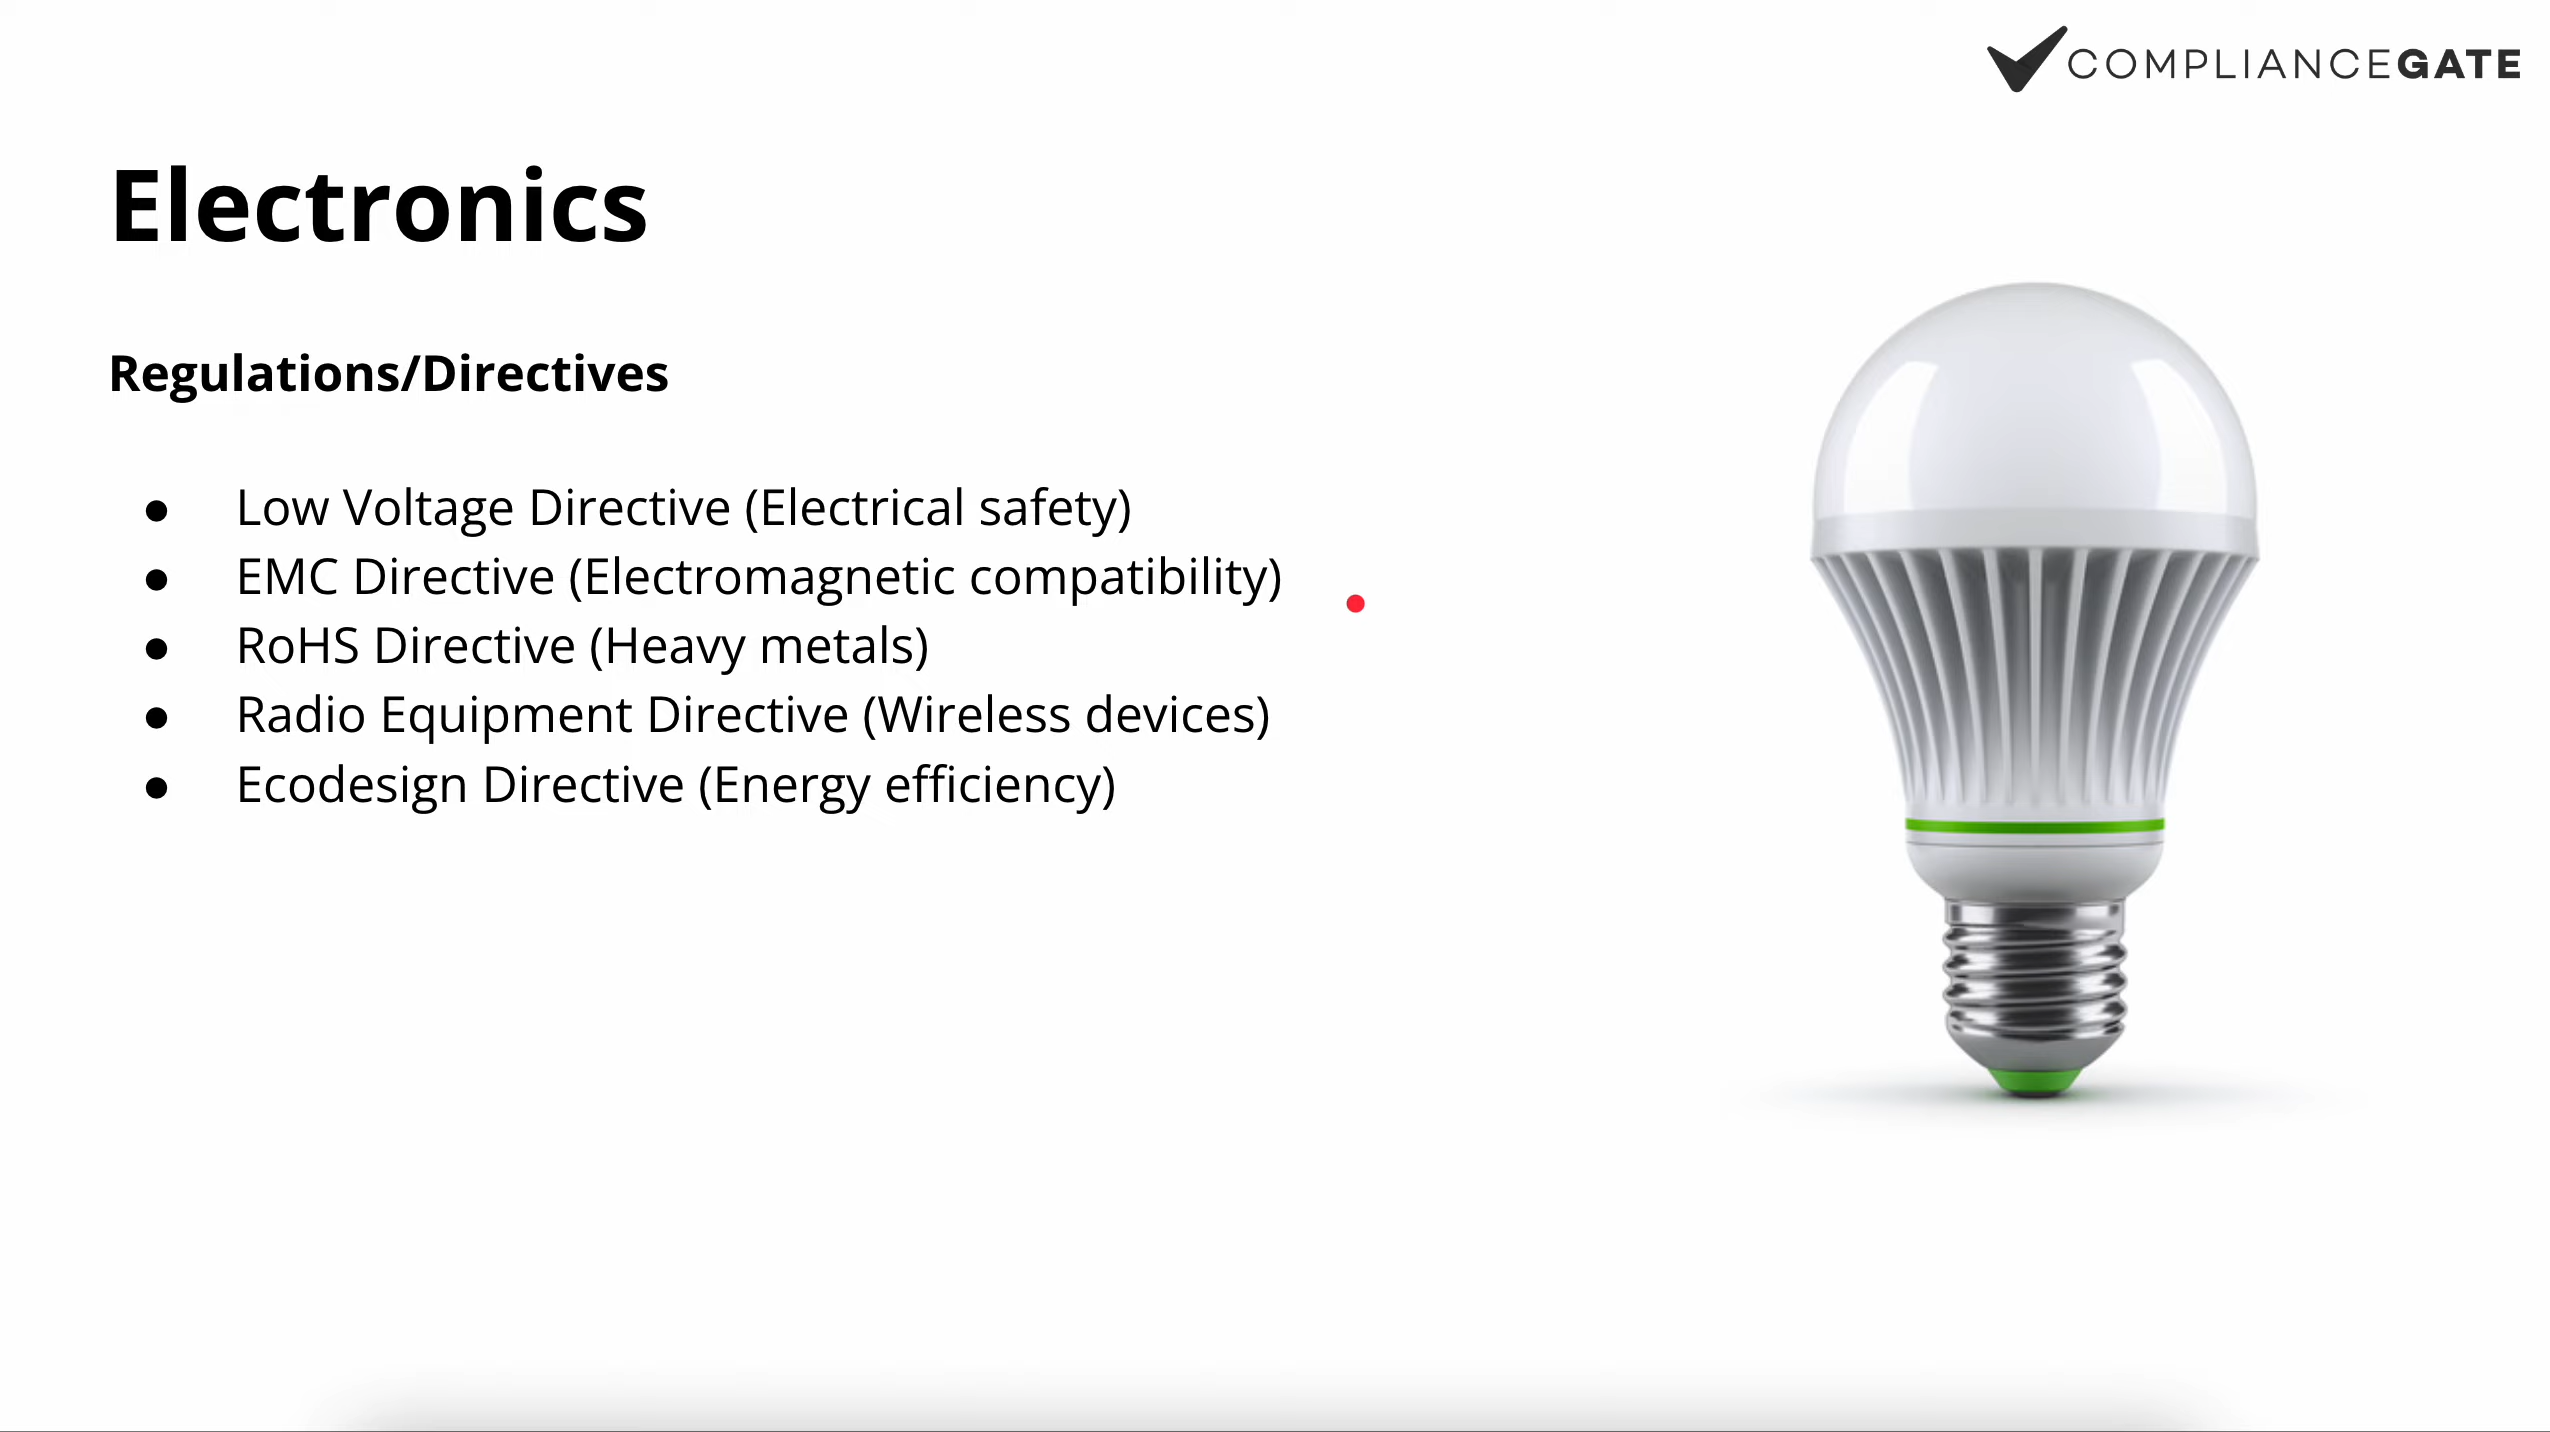 COMPLIANCEGATE
Electronics
Regulations/Directives
● Low Voltage Directive (Electrical safety)
● EMC Directive (Electromagnetic compatibility)
● RoHS Directive (Heavy metals)
● Radio Equipment Directive (Wireless devices)
● Ecodesign Directive (Energy efficiency)